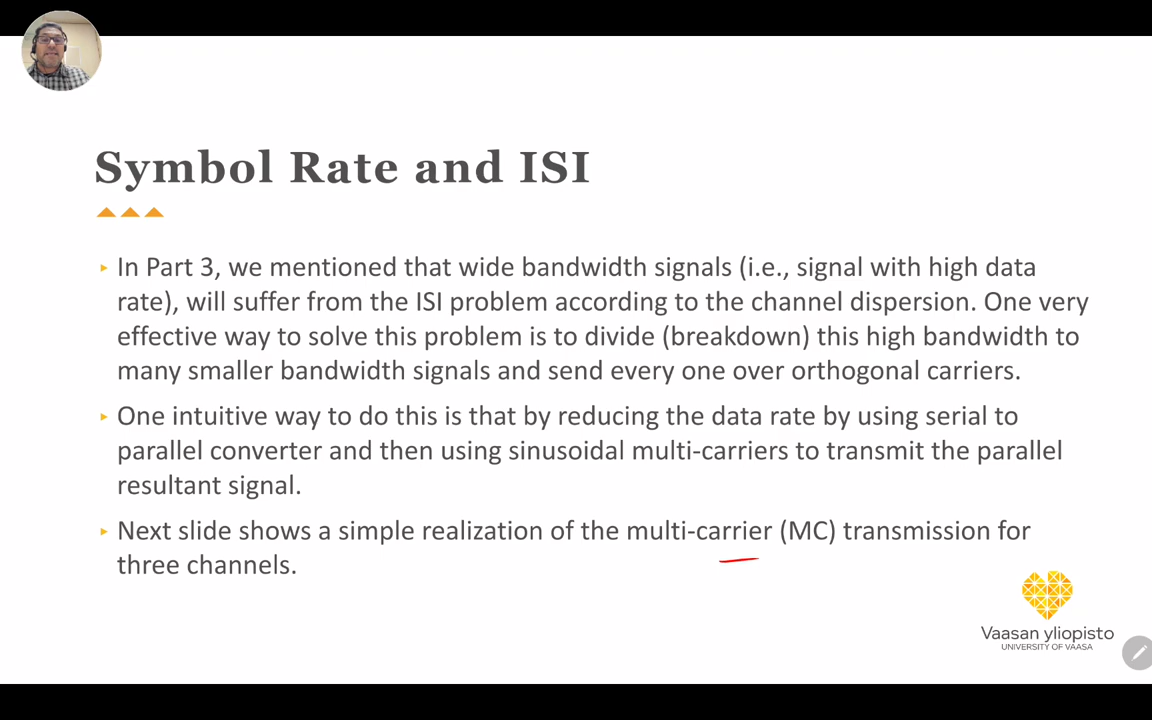 Symbol Rate and ISI
In Part 3, we mentioned that wide bandwidth signals (i.e., signal with high data
rate), will suffer from the ISI problem according to the channel dispersion. One very
effective way to solve this problem is to divide (breakdown) this high bandwidth to
many smaller bandwidth signals and send every one over orthogonal carriers.
One intuitive way to do this is that by reducing the data rate by using serial to
parallel converter and then using sinusoidal multi-carriers to transmit the parallel
resultant signal.
Next slide shows a simple realization of the multi-carrier (MC) transmission for
three channels.
Vaasan yliopisto
UNIVERSITY OF VAASA